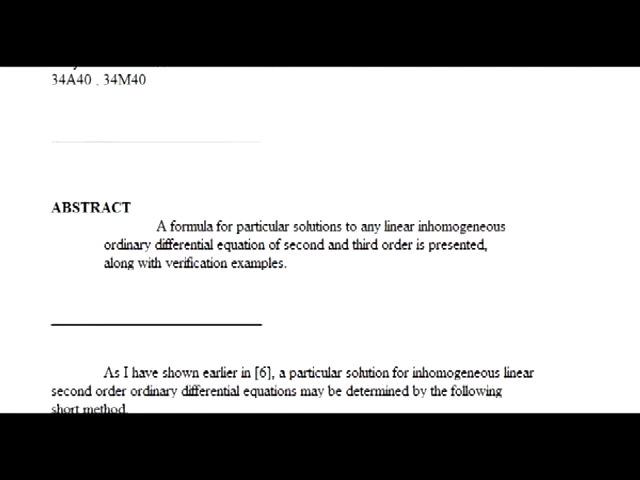 34A40 , 34M40
ABSTRACT
A formula for particular solutions to any linear inhomogeneous
ordinary differential equation of second and third order is presented,
along with verification examples.
As I have shown earlier in [6], a particular solution for inhomogeneous linear
second order ordinary differential equations may be determined by the following
short method.